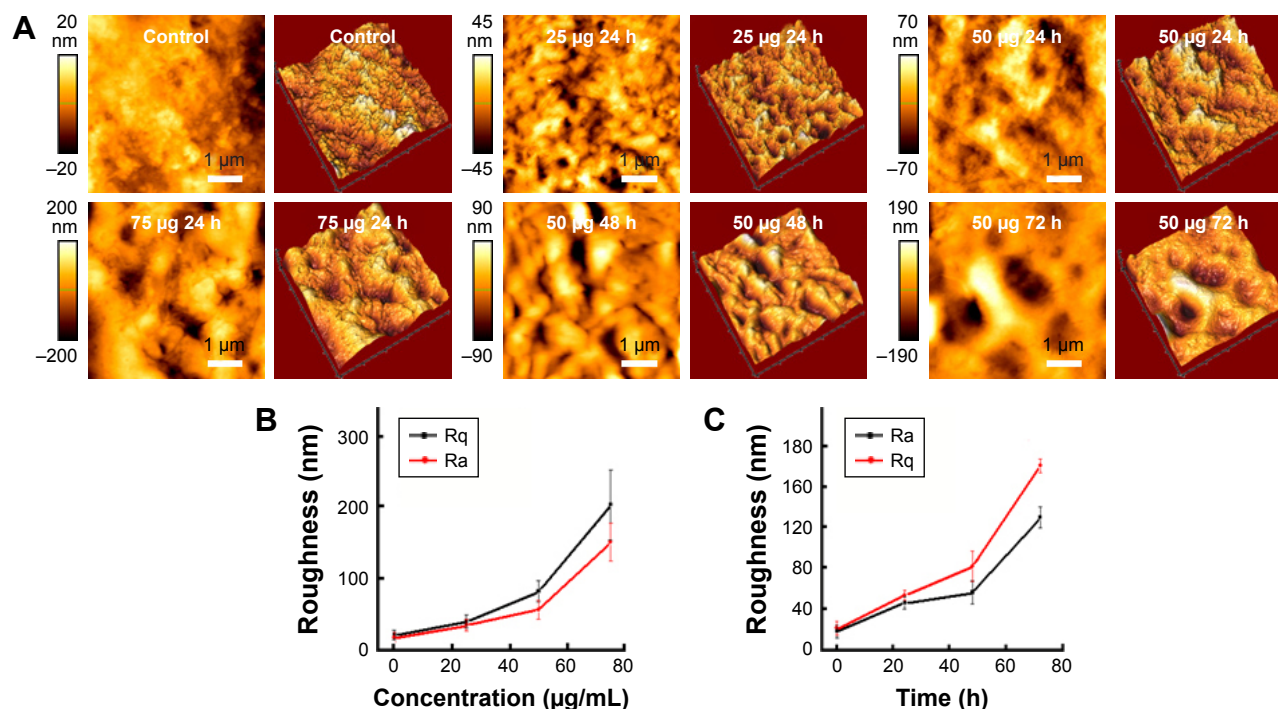 A
20
nm
–20
Control
1 µm
Control
45
nm
–45
25 µg 24 h
1 µm
25 µg 24 h
70
nm
–70
50 µg 24 h
1 µm
50 µg 24 h
200
nm
–200
75 µg 24 h
1 µm
75 µg 24 h
90
nm
–90
50 µg 48 h
1 µm
50 µg 48 h
190
nm
–190
50 µg 72 h
1 µm
50 µg 72 h
B
Roughness (nm)
300
200
100
0
Rq
Ra
0 20 40 60 80
Concentration (µg/mL)
C
Roughness (nm)
180
160
120
80
40
0
Ra
Rq
0 20 40 60 80
Time (h)